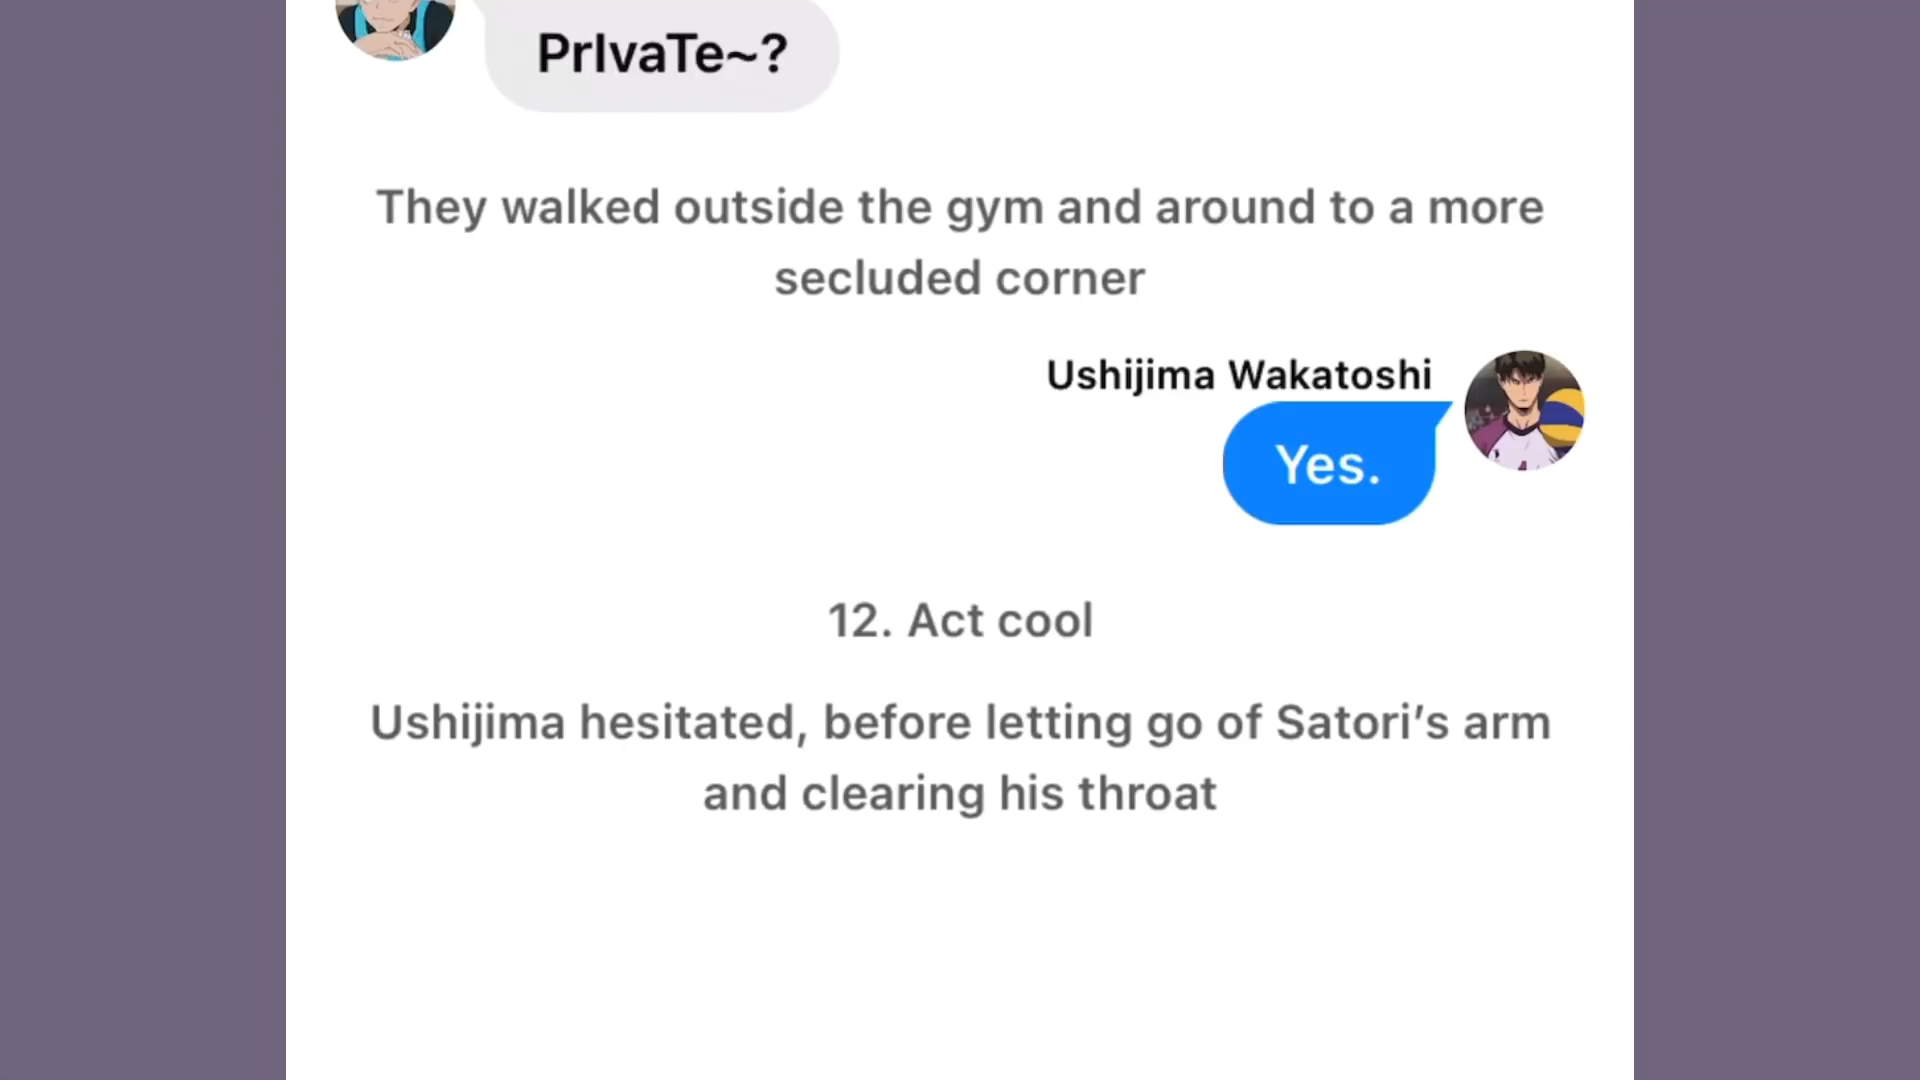 PrIvaTe~?
They walked outside the gym and around to a more
secluded corner
Ushijima Wakatoshi
Yes.
12. Act cool
Ushijima hesitated, before letting go of Satori’s arm
and clearing his throat